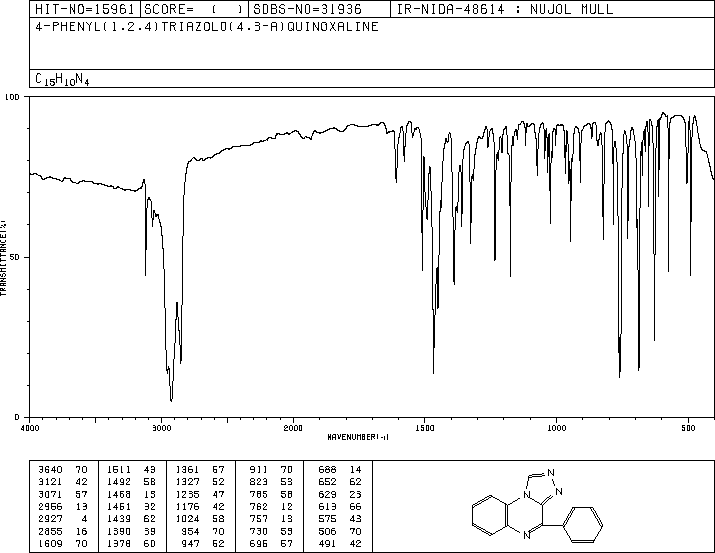 HIT-NO=15961 SCORE= ( ) SDBS-NO=31936 IR-NIDA-48614 : NUJOL MULL
4-PHENYL(1.2.4)TRIAZOLO(4.3-A)QUINOXALINE
C15H10N4
100
50
0
TRANSMITTANCE(%)
4000 3000 2000 1500 1000 500
WAVENUMBER(-1)
3640 70 1511 43 1361 57 911 70 688 14
3121 42 1492 58 1327 52 823 53 652 62
3071 57 1468 13 1235 47 785 58 629 23
2956 13 1451 32 1176 42 762 12 613 66
2927 4 1439 62 1024 58 757 13 575 43
2855 16 1390 39 954 70 730 53 506 70
1609 70 1378 60 947 52 696 57 491 42
N
N
N
N